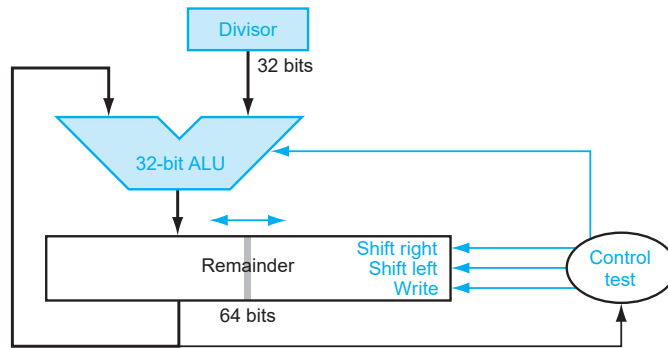 Divisor
32 bits
32-bit ALU
Remainder
Shift right
Shift left
Write
Control
test
64 bits